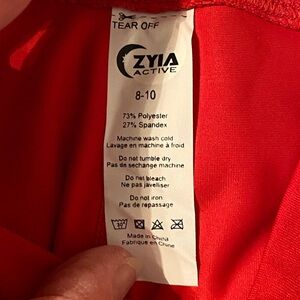 TEAR OFF
ZYIA
ACTIVE
8-10
73% Polyester
27% Spandex
Machine wash cold
Lavage en machine à froid
Do not tumble dry
Pas de sechange machine
Do not bleach
Ne pas javelliser
Do not iron
Pas de repassage
Made in China
Fabriqué en Chine